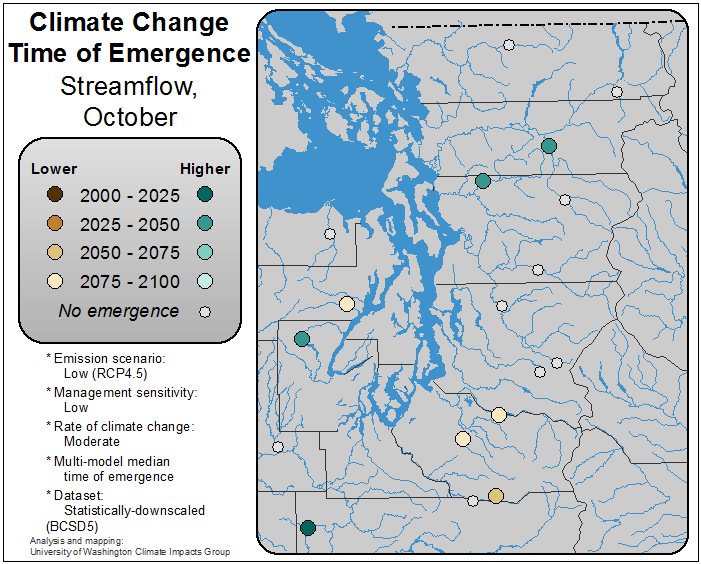 Climate Change
Time of Emergence
Streamflow,
October
Lower Higher
2000 - 2025
2025 - 2050
2050 - 2075
2075 - 2100
No emergence
* Emission scenario:
Low (RCP4.5)
* Management sensitivity:
Low
* Rate of climate change:
Moderate
* Multi-model median
time of emergence
* Dataset:
Statistically-downscaled
(BCSD5)
Analysis and mapping:
University of Washington Climate Impacts Group